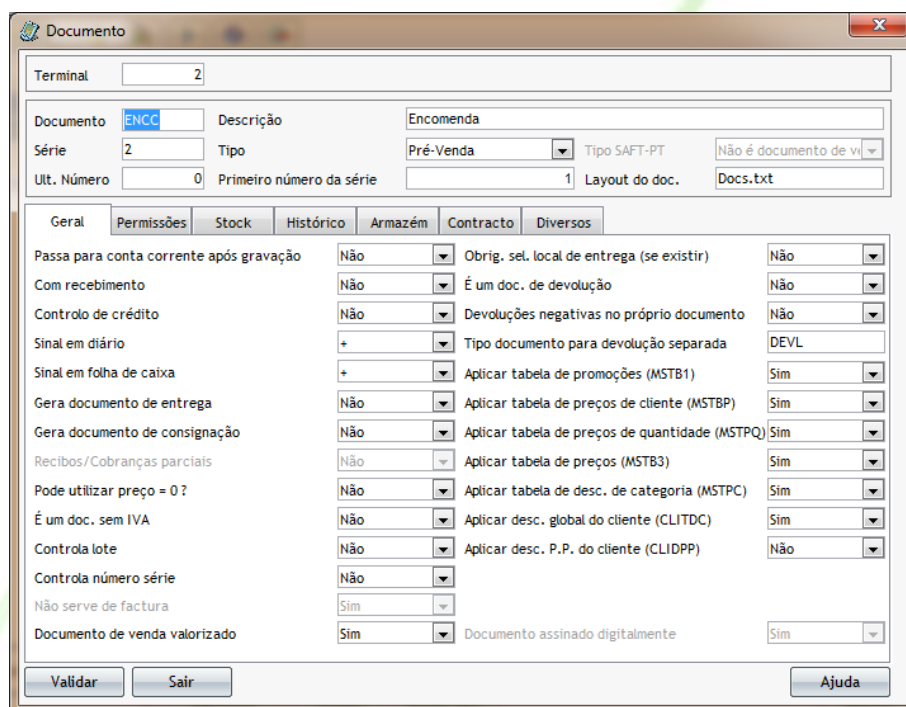 Documento
Terminal 2
Documento ENCC Descrição Encomenda
Série 2 Tipo Pré-Venda Tipo SAFT-PT Não é documento de v
Ult. Número 0 Primeiro número da série 1 Layout do doc. Docs.txt
Geral Permissões Stock Histórico Armazém Contracto Diversos
Passa para conta corrente após gravação Não Obrig. sel. local de entrega (se existir) Não
Com recebimento Não É um doc. de devolução Não
Controlo de crédito Não Devoluções negativas no próprio documento Não
Sinal em diário + Tipo documento para devolução separada DEVL
Sinal em folha de caixa + Aplicar tabela de promoções (MSTB1) Sim
Gera documento de entrega Não Aplicar tabela de preços de cliente (MSTBP) Sim
Gera documento de consignação Não Aplicar tabela de preços de quantidade (MSTPQ) Sim
Recibos/Cobranças parciais Não Aplicar tabela de preços (MSTB3) Sim
Pode utilizar preço = 0 ? Não Aplicar tabela de desc. de categoria (MSTPC) Sim
É um doc. sem IVA Não Aplicar desc. global do cliente (CLITDC) Sim
Controla lote Não Aplicar desc. P.P. do cliente (CLIDPP) Não
Controla número série Não
Não serve de factura Sim
Documento de venda valorizado Sim Documento assinado digitalmente Sim
Validar Sair Ajuda